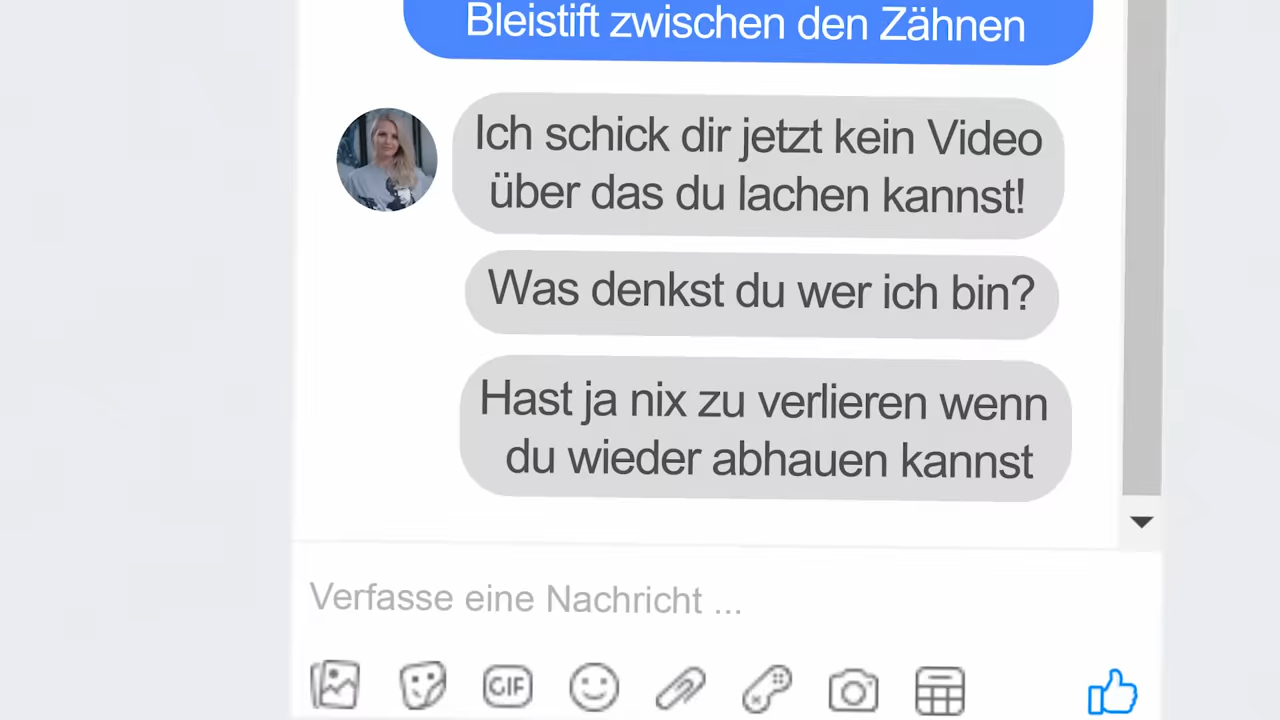 Bleistift zwischen den Zähnen
Ich schick dir jetzt kein Video
über das du lachen kannst!
Was denkst du wer ich bin?
Hast ja nix zu verlieren wenn
du wieder abhauen kannst
Verfasse eine Nachricht ...
GIF